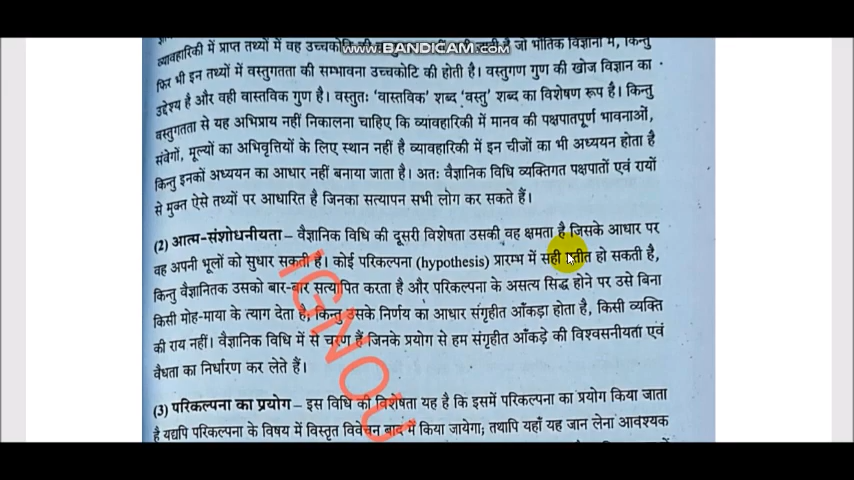 www.BANDICAM.com
व्यावहारिकी में प्राप्त तथ्यों में वह उच्चकोटि की है जो भौतिक विज्ञानों में, किन्तु
फिर भी इन तथ्यों में वस्तुगतता की सम्भावना उच्चकोटि की होती है। वस्तुगण गुण की खोज विज्ञान का
उद्देश्य है और वही वास्तविक गुण है। वस्तुतः ‘वास्तविक’ शब्द ‘वस्तु’ शब्द का विशेषण रूप है। किन्तु
वस्तुगतता से यह अभिप्राय नहीं निकालना चाहिए कि व्यावहारिकी में मानव की पक्षपातपूर्ण भावनाओं,
संवेगों, मूल्यों का अभिवृत्तियों के लिए स्थान नहीं है व्यावहारिकी में इन चीजों का भी अध्ययन होता है
किन्तु इनको अध्ययन का आधार नहीं बनाया जाता है। अतः वैज्ञानिक विधि व्यक्तिगत पक्षपातों एवं रायों
से मुक्त ऐसे तथ्यों पर आधारित है जिनका सत्यापन सभी लोग कर सकते हैं।
(2) आत्म-संशोधनीयता – वैज्ञानिक विधि की दूसरी विशेषता उसकी वह क्षमता है जिसके आधार पर
वह अपनी भूलों को सुधार सकती है। कोई परिकल्पना (hypothesis) प्रारम्भ में सही प्रतीत हो सकती है,
किन्तु वैज्ञानितक उसको बार-बार सत्यापित करता है और परिकल्पना के असत्य सिद्ध होने पर उसे बिना
किसी मोह-माया के त्याग देता है, किन्तु उसके निर्णय का आधार संगृहीत आँकड़ा होता है, किसी व्यक्ति
की राय नहीं। वैज्ञानिक विधि में से चरण हैं जिनके प्रयोग से हम संगृहीत आँकड़े की विश्वसनीयता एवं
वैधता का निर्धारण कर लेते हैं।
(3) परिकल्पना का प्रयोग – इस विधि की विशेषता यह है कि इसमें परिकल्पना का प्रयोग किया जाता
है यद्यपि परिकल्पना के विषय में विस्तृत विवेचन बाद में किया जायेगा; तथापि यहाँ यह जान लेना आवश्यक
IGNOU